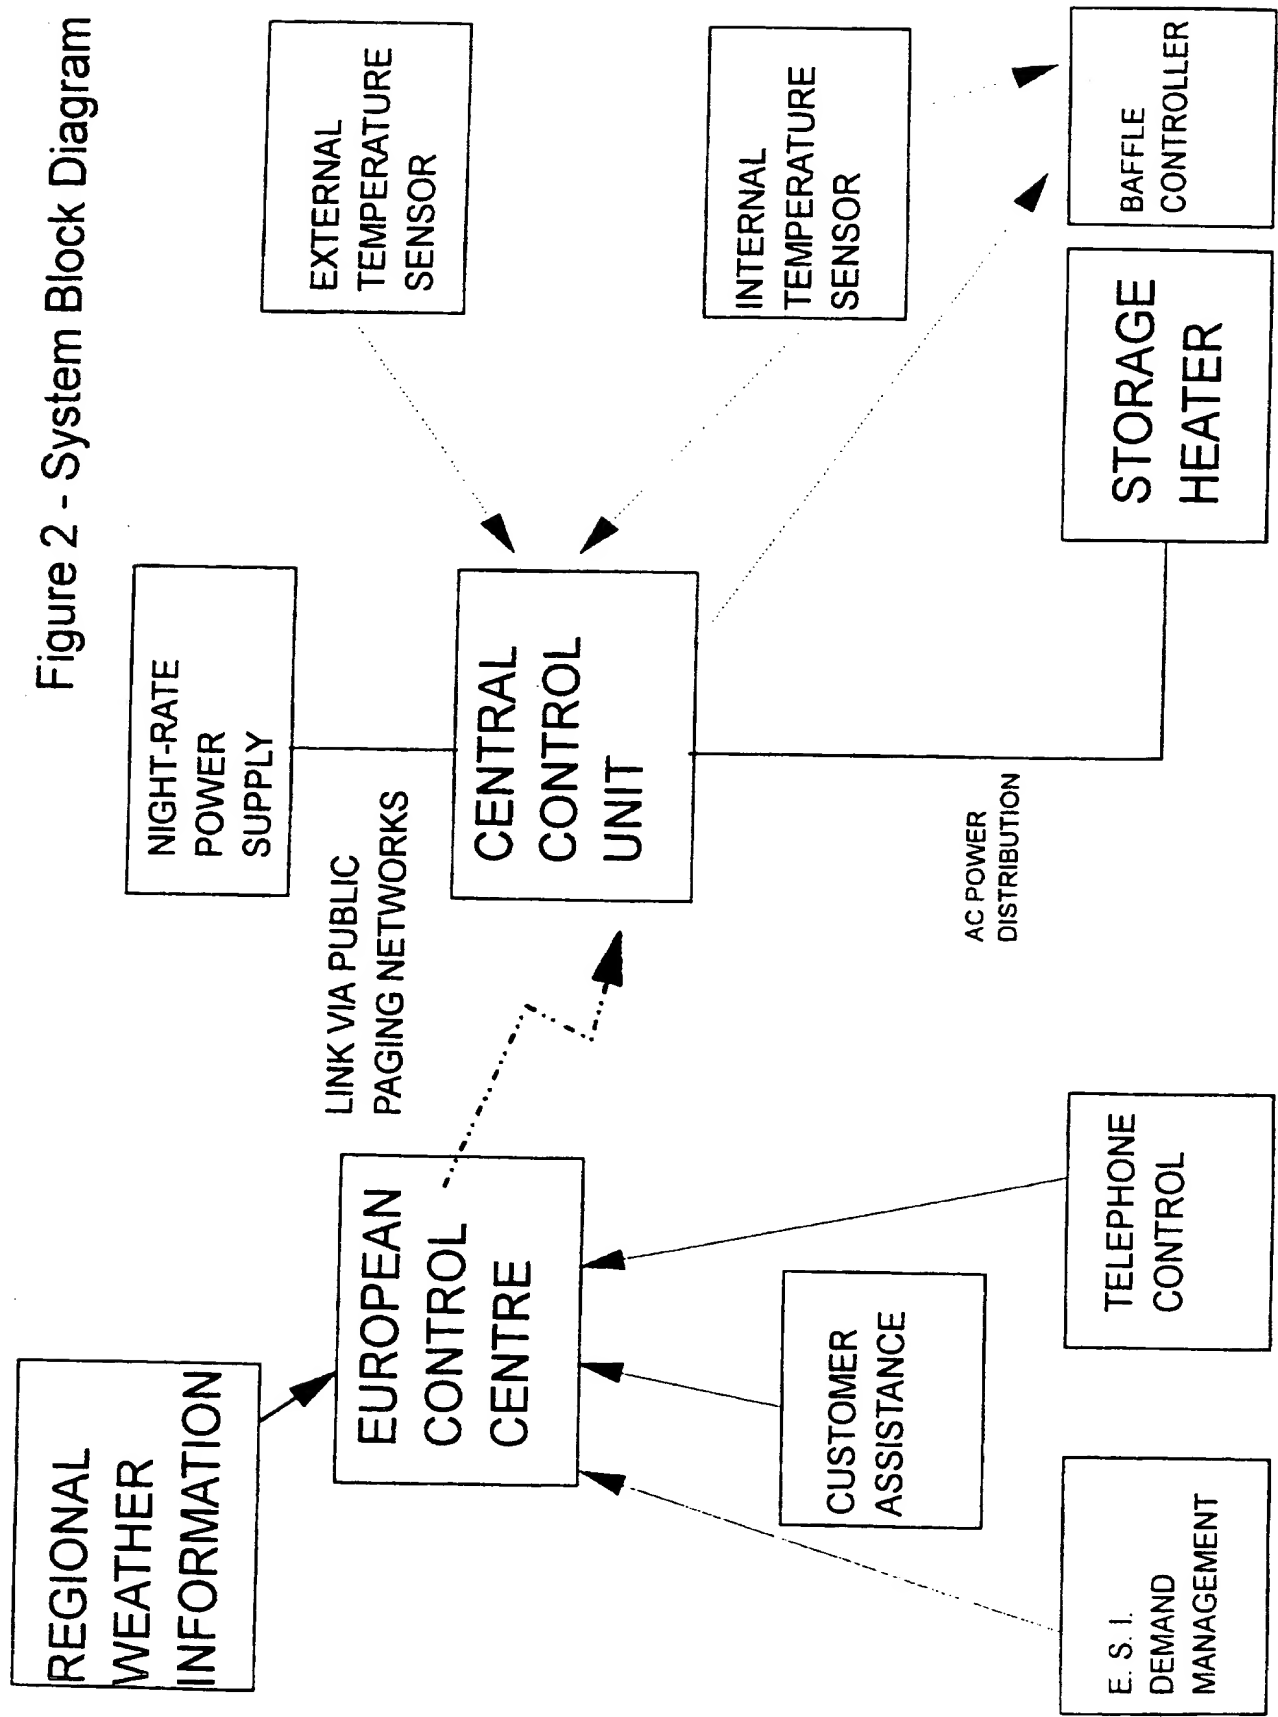 Figure 2 - System Block Diagram
REGIONAL
WEATHER
INFORMATION
NIGHT-RATE
POWER
SUPPLY
EXTERNAL
TEMPERATURE
SENSOR
LINK VIA PUBLIC
PAGING NETWORKS
EUROPEAN
CONTROL
CENTRE
CENTRAL
CONTROL
UNIT
INTERNAL
TEMPERATURE
SENSOR
CUSTOMER
ASSISTANCE
AC POWER
DISTRIBUTION
E. S. I.
DEMAND
MANAGEMENT
TELEPHONE
CONTROL
STORAGE
HEATER
BAFFLE
CONTROLLER